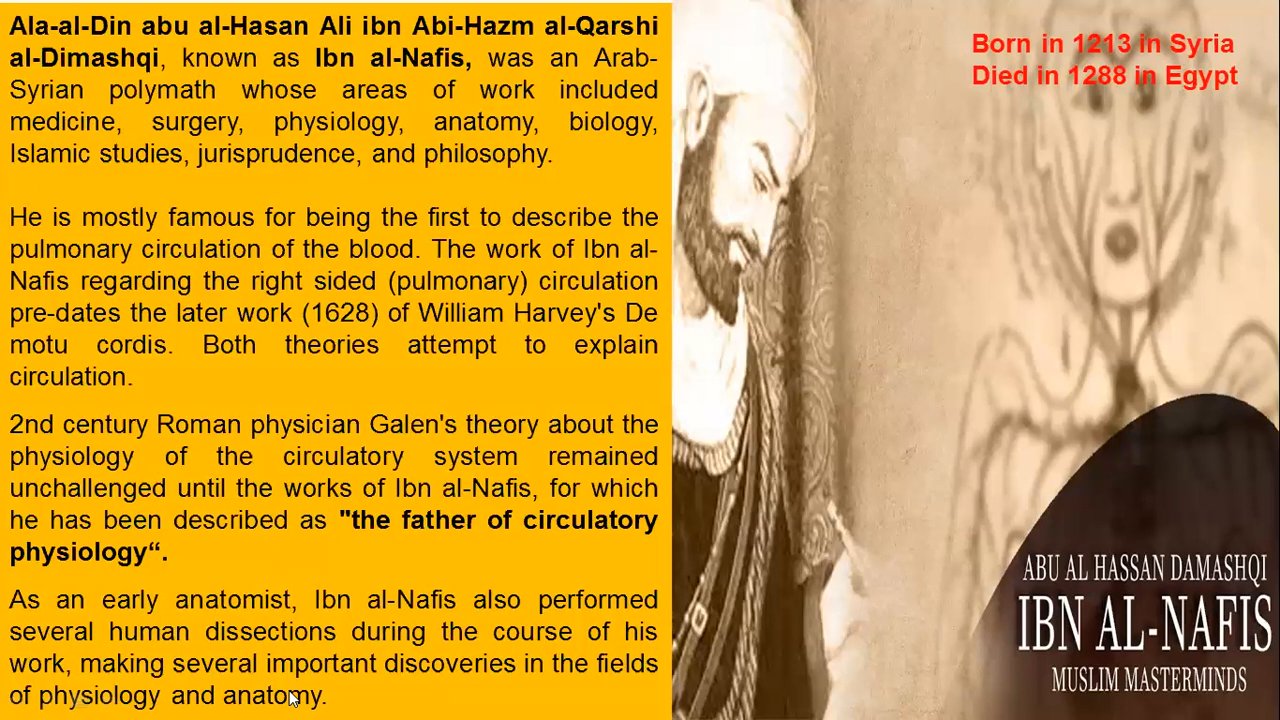 Ala-al-Din abu al-Hasan Ali ibn Abi-Hazm al-Qarshi
al-Dimashqi, known as Ibn al-Nafis, was an Arab-
Syrian polymath whose areas of work included
medicine, surgery, physiology, anatomy, biology,
Islamic studies, jurisprudence, and philosophy.
He is mostly famous for being the first to describe the
pulmonary circulation of the blood. The work of Ibn al-
Nafis regarding the right sided (pulmonary) circulation
pre-dates the later work (1628) of William Harvey's De
motu cordis. Both theories attempt to explain
circulation.
2nd century Roman physician Galen's theory about the
physiology of the circulatory system remained
unchallenged until the works of Ibn al-Nafis, for which
he has been described as "the father of circulatory
physiology“.
As an early anatomist, Ibn al-Nafis also performed
several human dissections during the course of his
work, making several important discoveries in the fields
of physiology and anatomy.
Born in 1213 in Syria
Died in 1288 in Egypt
ABU AL HASSAN DAMASHQI
IBN AL-NAFIS
MUSLIM MASTERMINDS